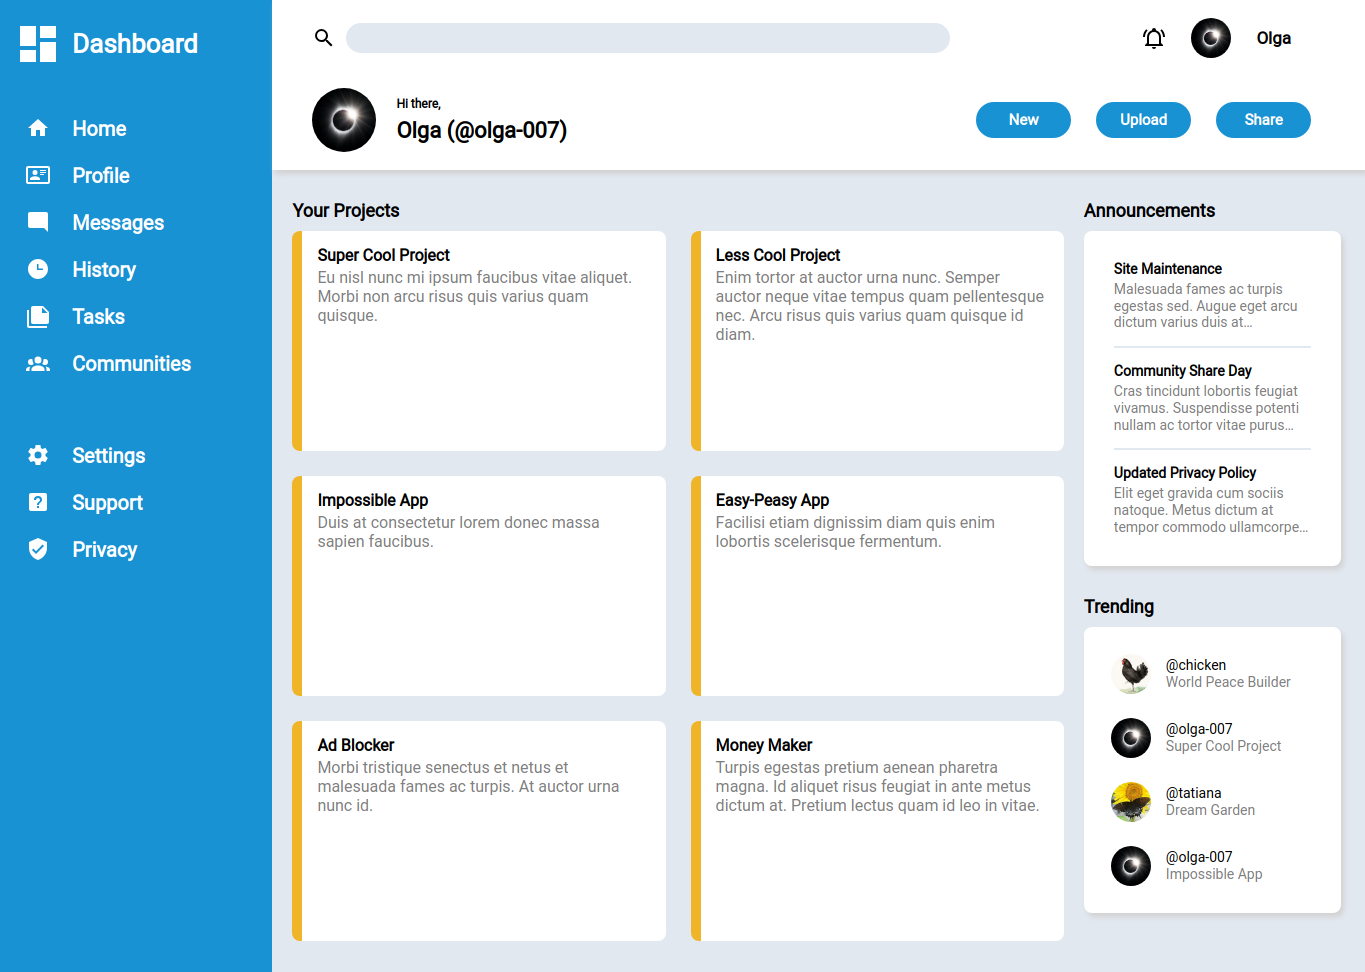 Dashboard
Home
Profile
Messages
History
Tasks
Communities
Settings
Support
Privacy
Olga
Hi there,
Olga (@olga-007)
New
Upload
Share
Your Projects
Super Cool Project
Eu nisl nunc mi ipsum faucibus vitae aliquet.
Morbi non arcu risus quis varius quam
quisque.
Less Cool Project
Enim tortor at auctor urna nunc. Semper
auctor neque vitae tempus quam pellentesque
nec. Arcu risus quis varius quam quisque id
diam.
Impossible App
Duis at consectetur lorem donec massa
sapien faucibus.
Easy-Peasy App
Facilisi etiam dignissim diam quis enim
lobortis scelerisque fermentum.
Ad Blocker
Morbi tristique senectus et netus et
malesuada fames ac turpis. At auctor urna
nunc id.
Money Maker
Turpis egestas pretium aenean pharetra
magna. Id aliquet risus feugiat in ante metus
dictum at. Pretium lectus quam id leo in vitae.
Announcements
Site Maintenance
Malesuada fames ac turpis
egestas sed. Augue eget arcu
dictum varius duis at…
Community Share Day
Cras tincidunt lobortis feugiat
vivamus. Suspendisse potenti
nullam ac tortor vitae purus…
Updated Privacy Policy
Elit eget gravida cum sociis
natoque. Metus dictum at
tempor commodo ullamcorpe…
Trending
@chicken
World Peace Builder
@olga-007
Super Cool Project
@tatiana
Dream Garden
@olga-007
Impossible App